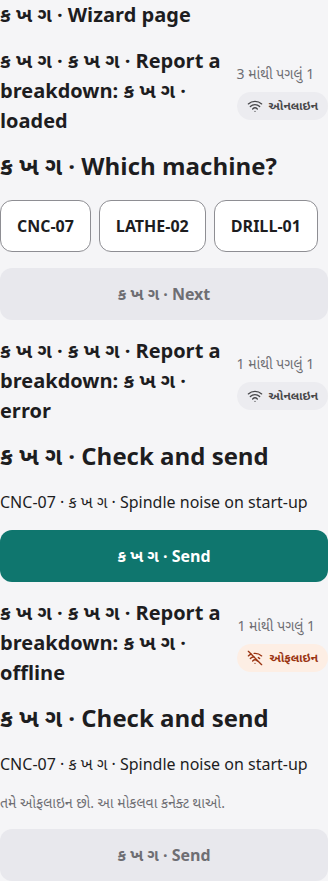 ક ખ ગ · Wizard page
ક ખ ગ · ક ખ ગ · Report a
breakdown: ક ખ ગ ·
loaded
3 માંથી પગલું 1
ઓનલાઇન
ક ખ ગ · Which machine?
CNC-07
LATHE-02
DRILL-01
ક ખ ગ · Next
ક ખ ગ · ક ખ ગ · Report a
breakdown: ક ખ ગ ·
error
1 માંથી પગલું 1
ઓનલાઇન
ક ખ ગ · Check and send
CNC-07 · ક ખ ગ · Spindle noise on start-up
ક ખ ગ · Send
ક ખ ગ · ક ખ ગ · Report a
breakdown: ક ખ ગ ·
offline
1 માંથી પગલું 1
ઓફલાઇન
ક ખ ગ · Check and send
CNC-07 · ક ખ ગ · Spindle noise on start-up
તમે ઓફલાઇન છો. આ મોકલવા કનેક્ટ થાઓ.
ક ખ ગ · Send